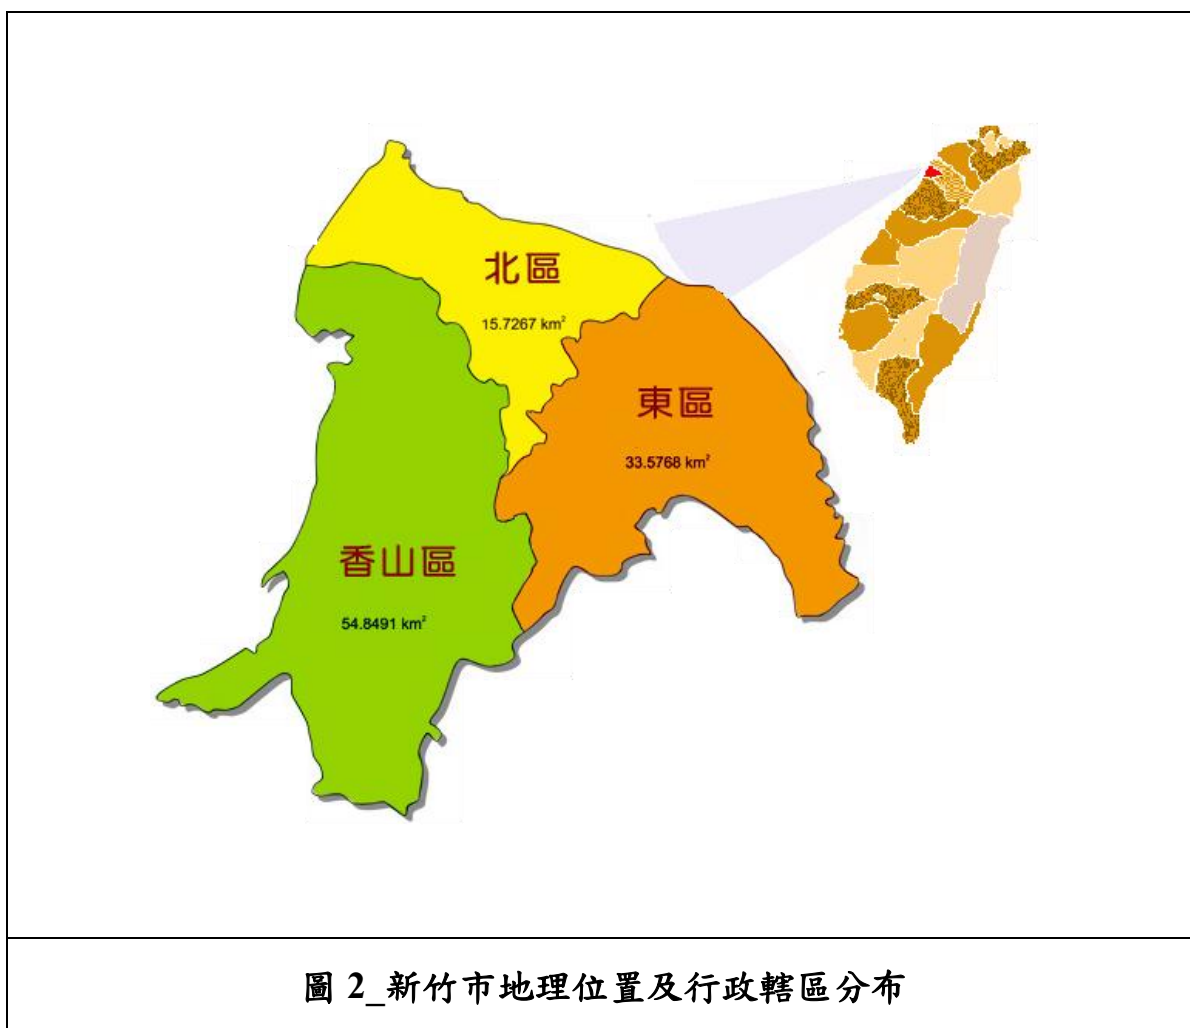 北區
15.7267 km²
東區
33.5768 km²
香山區
54.8491 km²
圖 2_新竹市地理位置及行政轄區分布